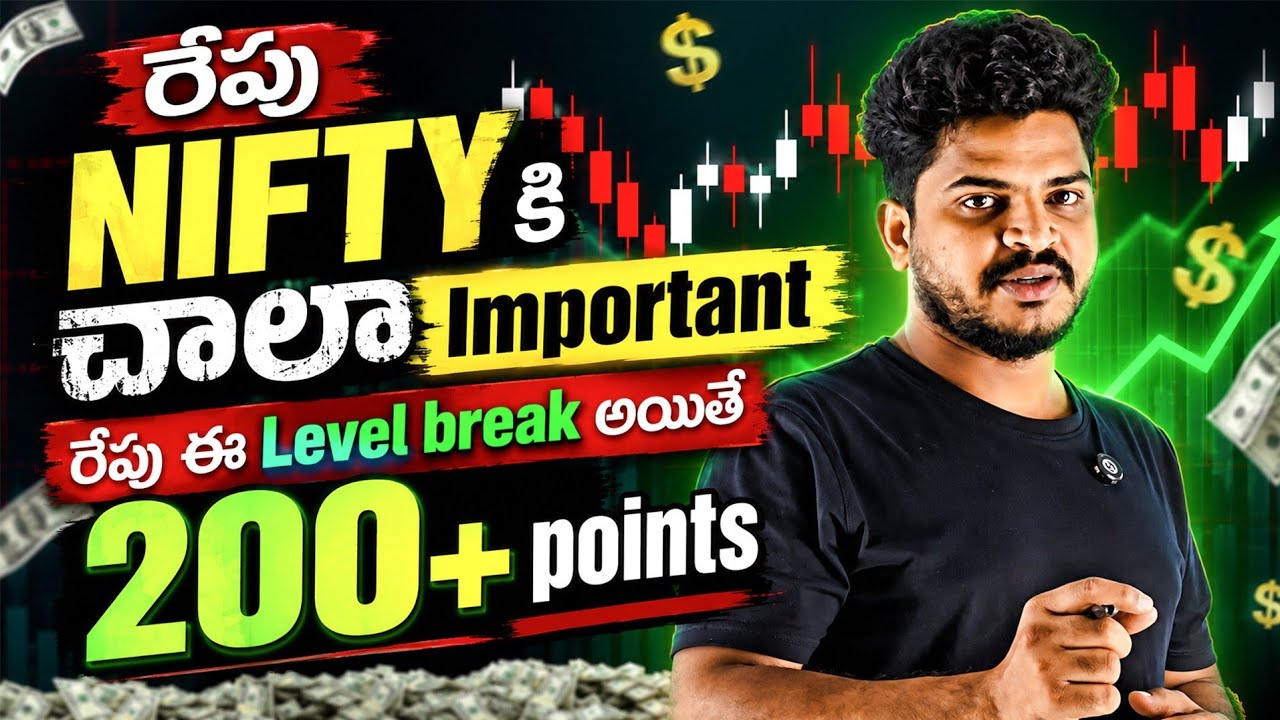 రేపు
NIFTY కి
చాలా Important
రేపు ఈ Level break అయితే
200+ points